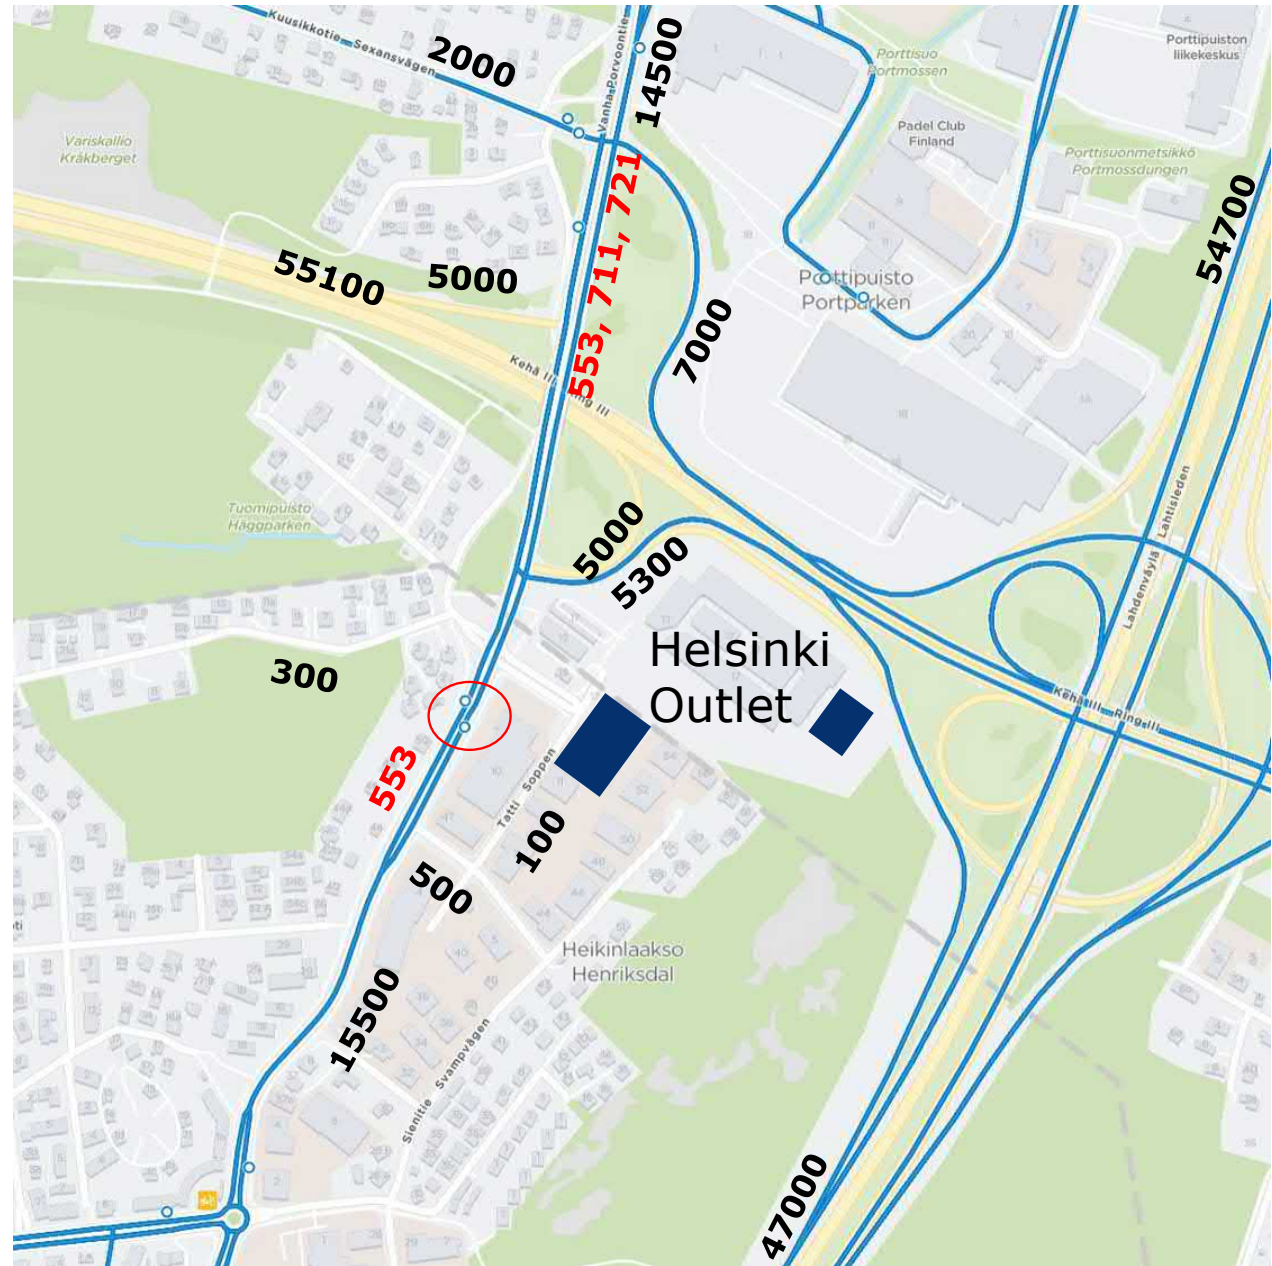 Kuusikkotie Sexansvägen
2000
Vanha Porvoontie
14500
Porttisuo
Portmossen
Porttipuiston
liikekeskus
Variskallio
Kråkberget
Padel Club
Finland
Porttisuonmetsikkö
Portmossdungen
553, 711, 721
54700
55100
5000
Porttipuisto
Portparken
7000
Kehä III Ring III
Tuomipuisto
Häggparken
5000
5300
Lahdenväylä Lahtisleden
Helsinki
Outlet
300
Kehä III Ring III
553
Tatti Soppen
100
500
Heikinlaakso
Henriksdal
15500
Sienitie Svampvägen
47000